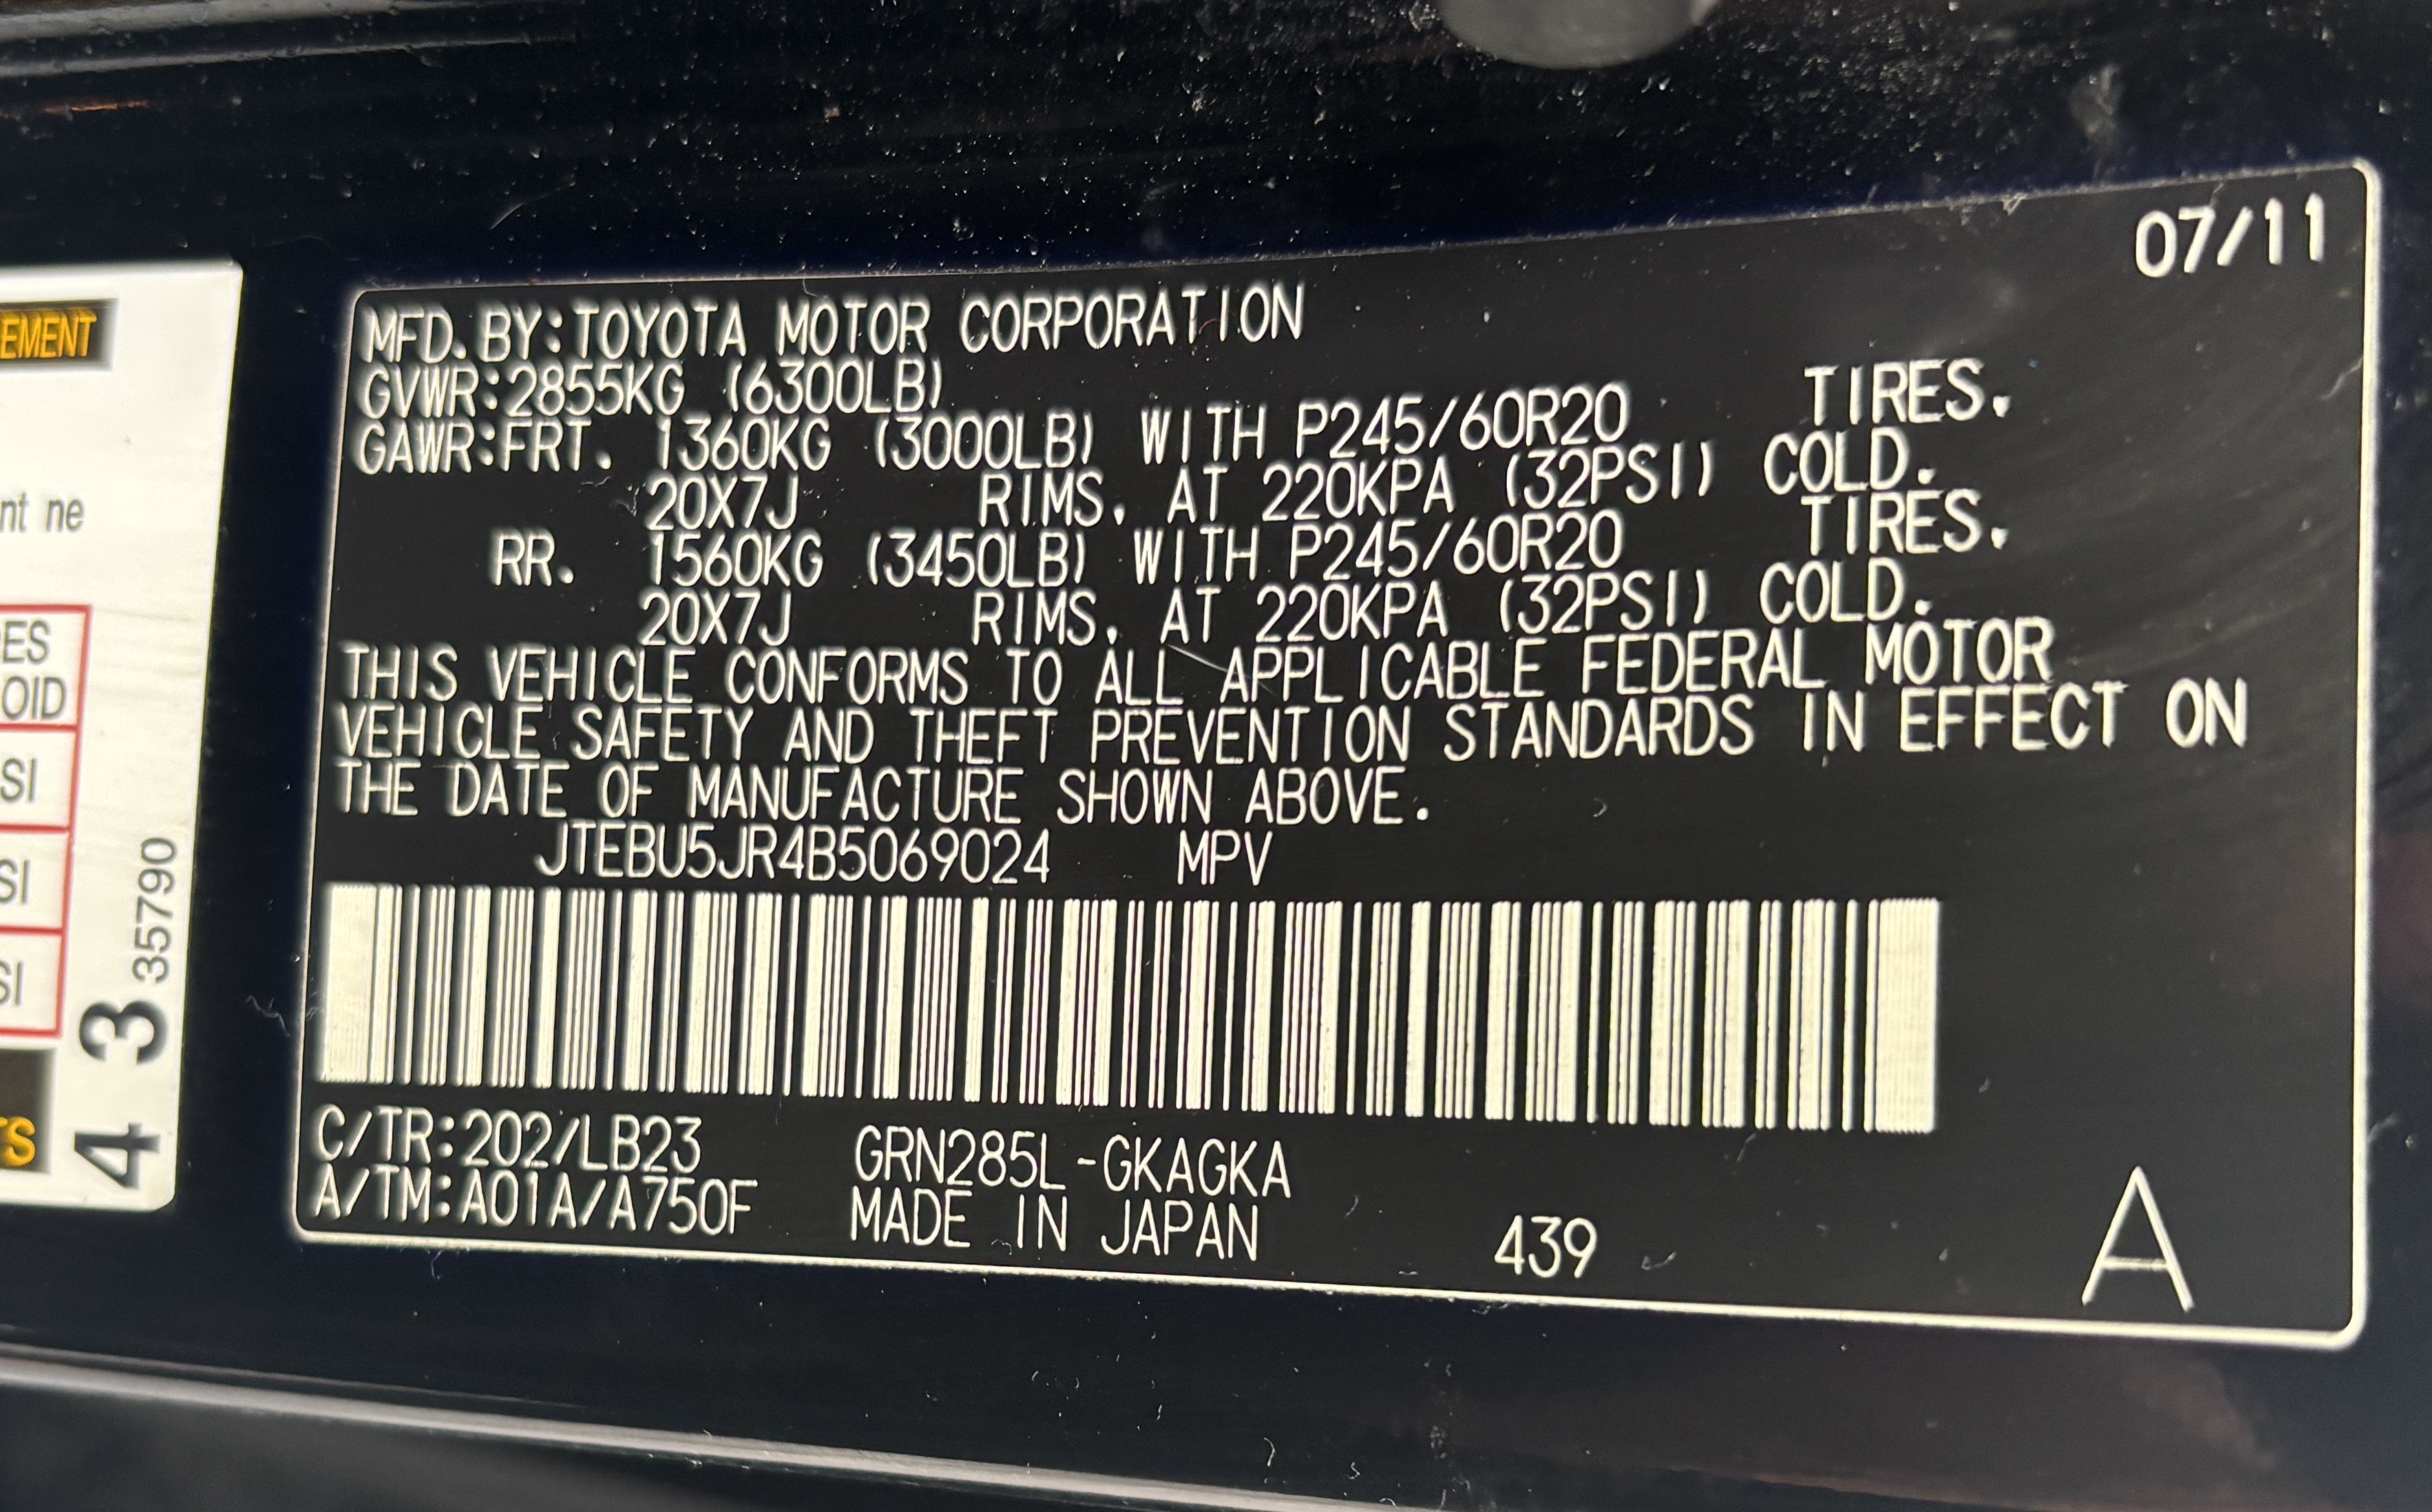 07/11
MFD.BY:TOYOTA MOTOR CORPORATION
GVWR:2855KG (6300LB)
GAWR:FRT. 1360KG (3000LB) WITH P245/60R20 TIRES.
20X7J RIMS. AT 220KPA (32PSI) COLD.
RR. 1560KG (3450LB) WITH P245/60R20 TIRES.
20X7J RIMS. AT 220KPA (32PSI) COLD.
THIS VEHICLE CONFORMS TO ALL APPLICABLE FEDERAL MOTOR
VEHICLE SAFETY AND THEFT PREVENTION STANDARDS IN EFFECT ON
THE DATE OF MANUFACTURE SHOWN ABOVE.
JTEBU5JR4B5069024 MPV
C/TR:202/LB23 GRN285L-GKAGKA
A/TM:A01A/A750F MADE IN JAPAN 439
A
EMENT
nt ne
ES
OID
SI
SI
SI
TS
4 3 35790